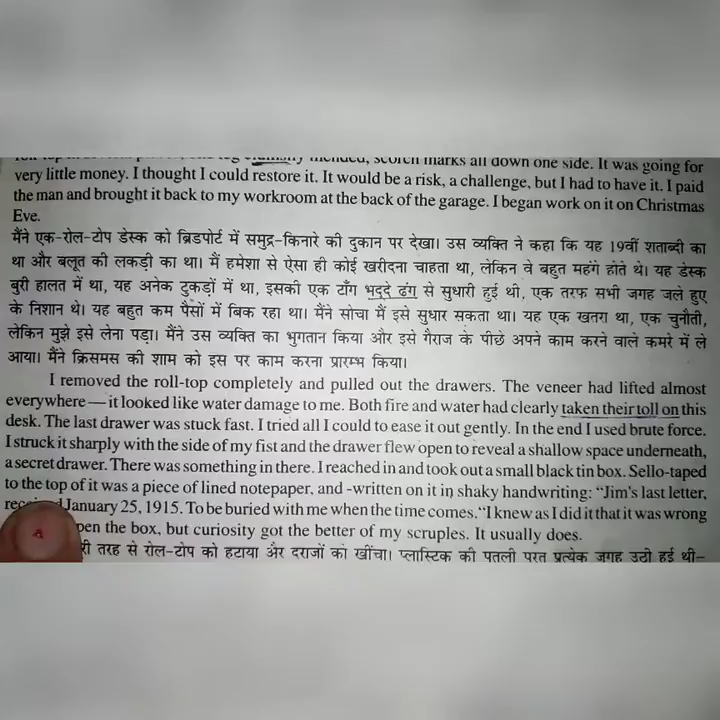 mended, scorch marks all down one side. It was going for
very little money. I thought I could restore it. It would be a risk, a challenge, but I had to have it. I paid
the man and brought it back to my workroom at the back of the garage. I began work on it on Christmas
Eve.
मैंने एक-रोल-टोप डेस्क को ब्रिडपोर्ट में समुद्र-किनारे की दुकान पर देखा। उस व्यक्ति ने कहा कि यह 19वीं शताब्दी का
था और बलूत की लकड़ी का था। मैं हमेशा से ऐसा ही कोई खरीदना चाहता था, लेकिन वे बहुत महंगे होते थे। यह डेस्क
बुरी हालत में था, यह अनेक टुकड़ों में था, इसकी एक टाँग भद्दे ढंग से सुधारी हुई थी, एक तरफ सभी जगह जले हुए
के निशान थे। यह बहुत कम पैसों में बिक रहा था। मैंने सोचा मैं इसे सुधार सकता था। यह एक खतरा था, एक चुनौती,
लेकिन मुझे इसे लेना पड़ा। मैंने उस व्यक्ति का भुगतान किया और इसे गैराज के पीछे अपने काम करने वाले कमरे में ले
आया। मैंने क्रिसमस की शाम को इस पर काम करना प्रारम्भ किया।
I removed the roll-top completely and pulled out the drawers. The veneer had lifted almost
everywhere — it looked like water damage to me. Both fire and water had clearly taken their toll on this
desk. The last drawer was stuck fast. I tried all I could to ease it out gently. In the end I used brute force.
I struck it sharply with the side of my fist and the drawer flew open to reveal a shallow space underneath,
a secret drawer. There was something in there. I reached in and took out a small black tin box. Sello-taped
to the top of it was a piece of lined notepaper, and -written on it in shaky handwriting: “Jim's last letter,
January 25, 1915. To be buried with me when the time comes.“I knew as I did it that it was wrong
the box, but curiosity got the better of my scruples. It usually does.
तरह से रोल-टोप को हटाया और दराजों को खींचा। प्लास्टिक की पतली परत प्रत्येक जगह उठी हुई थी–